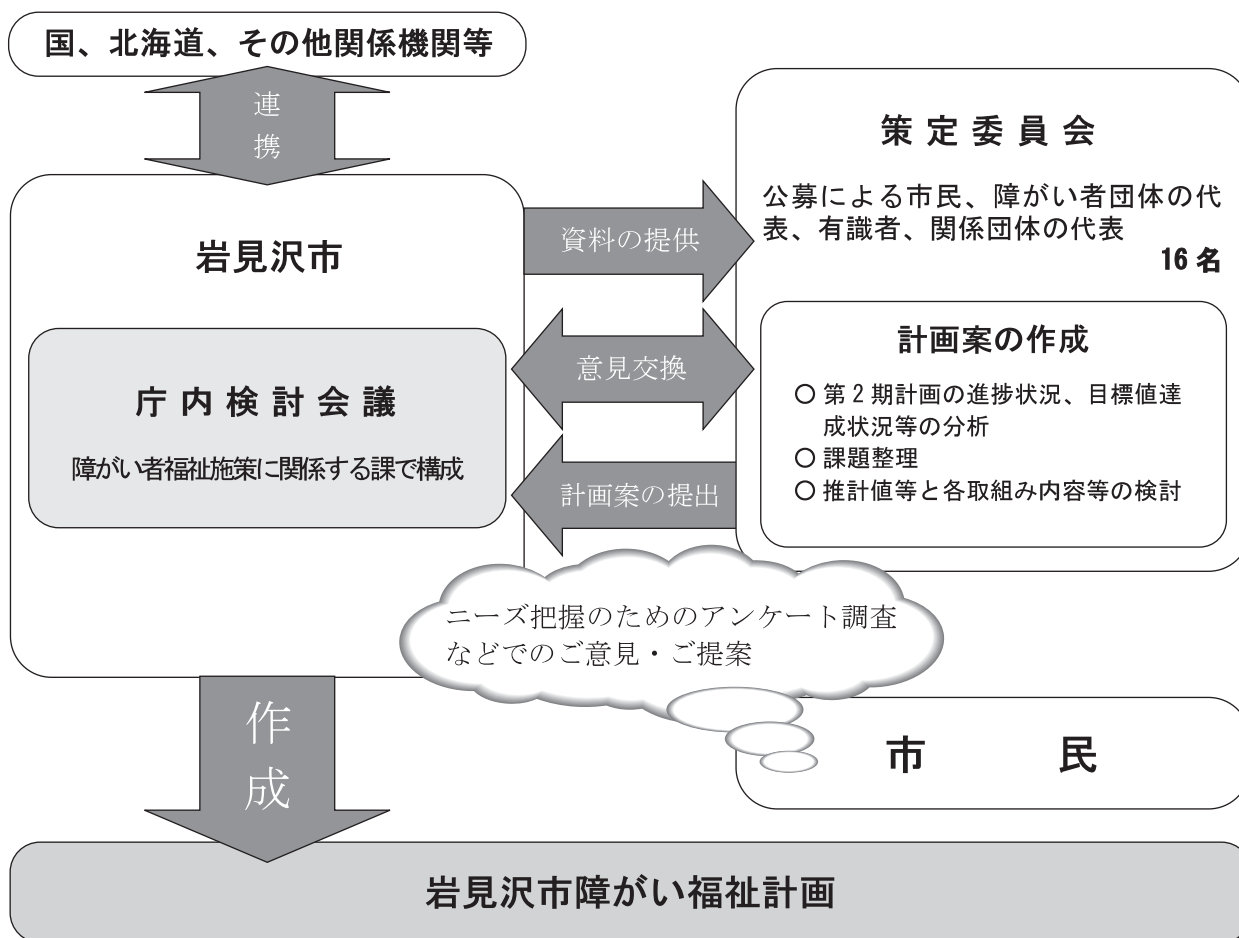 国、北海道、その他関係機関等
連
携
岩見沢市
庁内検討会議
障がい者福祉施策に関係する課で構成
資料の提供
意見交換
計画案の提出
策定委員会
公募による市民、障がい者団体の代
表、有識者、関係団体の代表
16名
計画案の作成
○ 第2期計画の進捗状況、目標値達
成状況等の分析
○ 課題整理
○ 推計値等と各取組み内容等の検討
ニーズ把握のためのアンケート調査
などでのご意見・ご提案
市　　民
作
成
岩見沢市障がい福祉計画